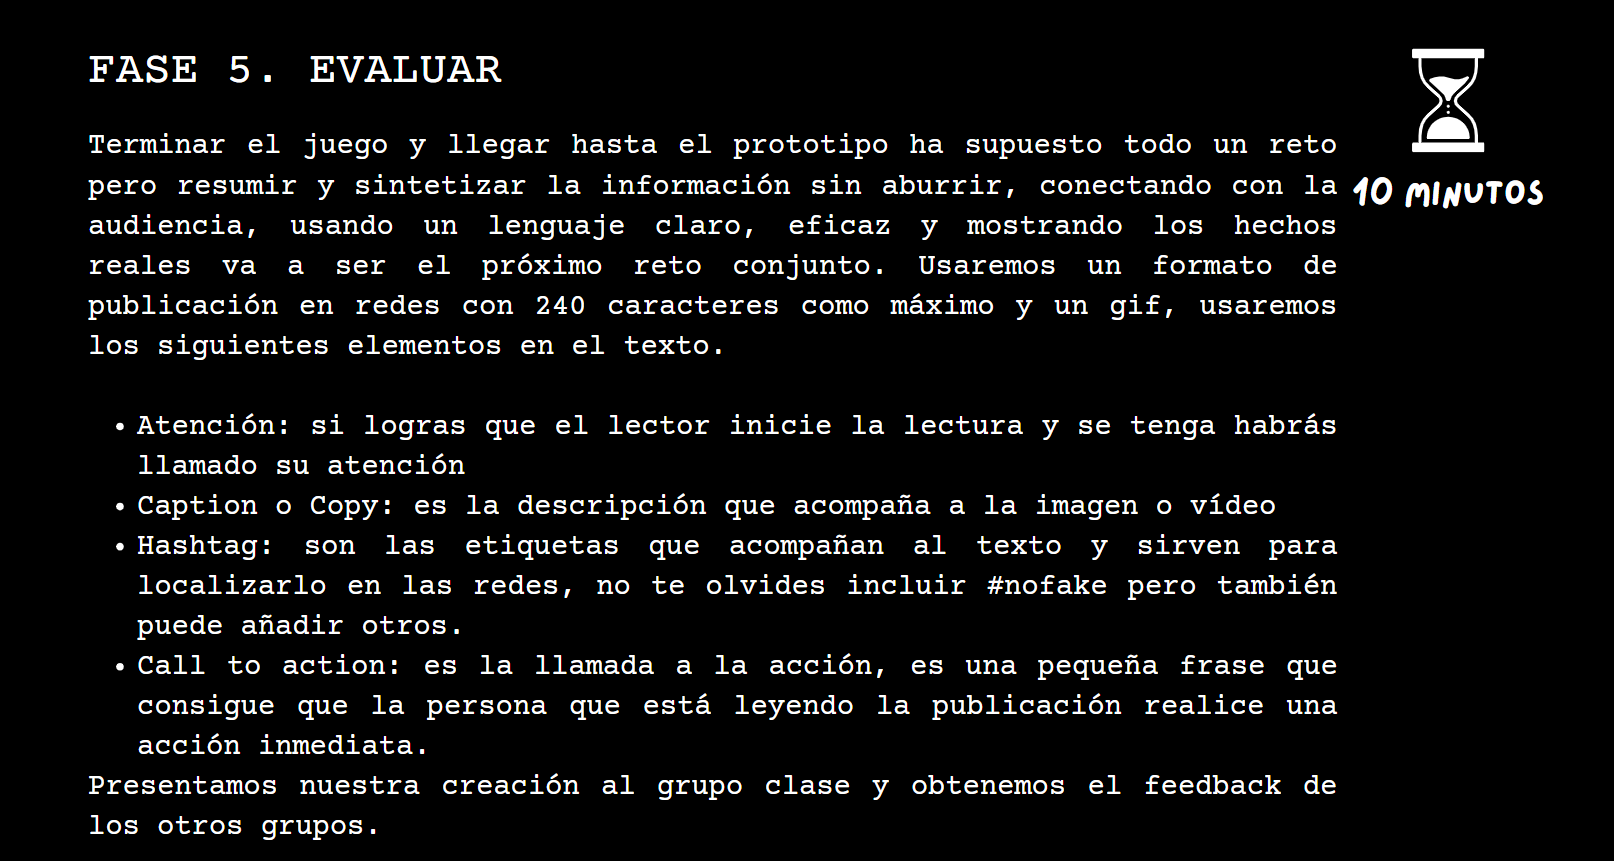 FASE 5. EVALUAR
Terminar el juego y llegar hasta el prototipo ha supuesto todo un reto
pero resumir y sintetizar la información sin aburrir, conectando con la
audiencia, usando un lenguaje claro, eficaz y mostrando los hechos
reales va a ser el próximo reto conjunto. Usaremos un formato de
publicación en redes con 240 caracteres como máximo y un gif, usaremos
los siguientes elementos en el texto.
10 MINUTOS
• Atención: si logras que el lector inicie la lectura y se tenga habrás
llamado su atención
• Caption o Copy: es la descripción que acompaña a la imagen o vídeo
• Hashtag: son las etiquetas que acompañan al texto y sirven para
localizarlo en las redes, no te olvides incluir #nofake pero también
puede añadir otros.
• Call to action: es la llamada a la acción, es una pequeña frase que
consigue que la persona que está leyendo la publicación realice una
acción inmediata.
Presentamos nuestra creación al grupo clase y obtenemos el feedback de
los otros grupos.